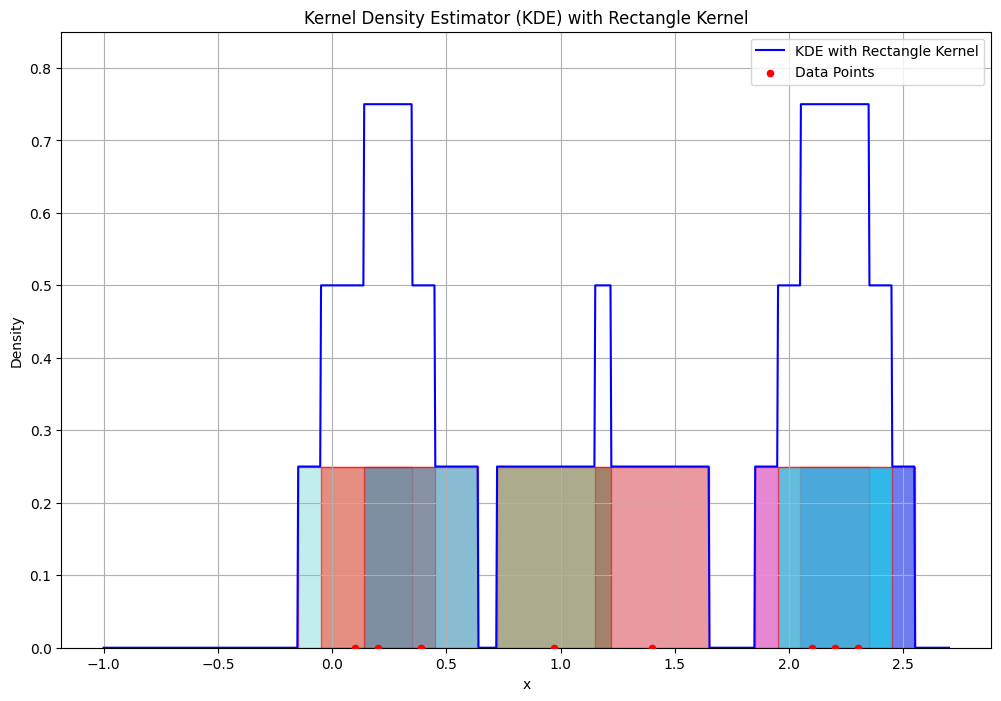 Kernel Density Estimator (KDE) with Rectangle Kernel
KDE with Rectangle Kernel
Data Points
Density
0.8
0.7
0.6
0.5
0.4
0.3
0.2
0.1
0.0
−1.0 −0.5 0.0 0.5 1.0 1.5 2.0 2.5
x